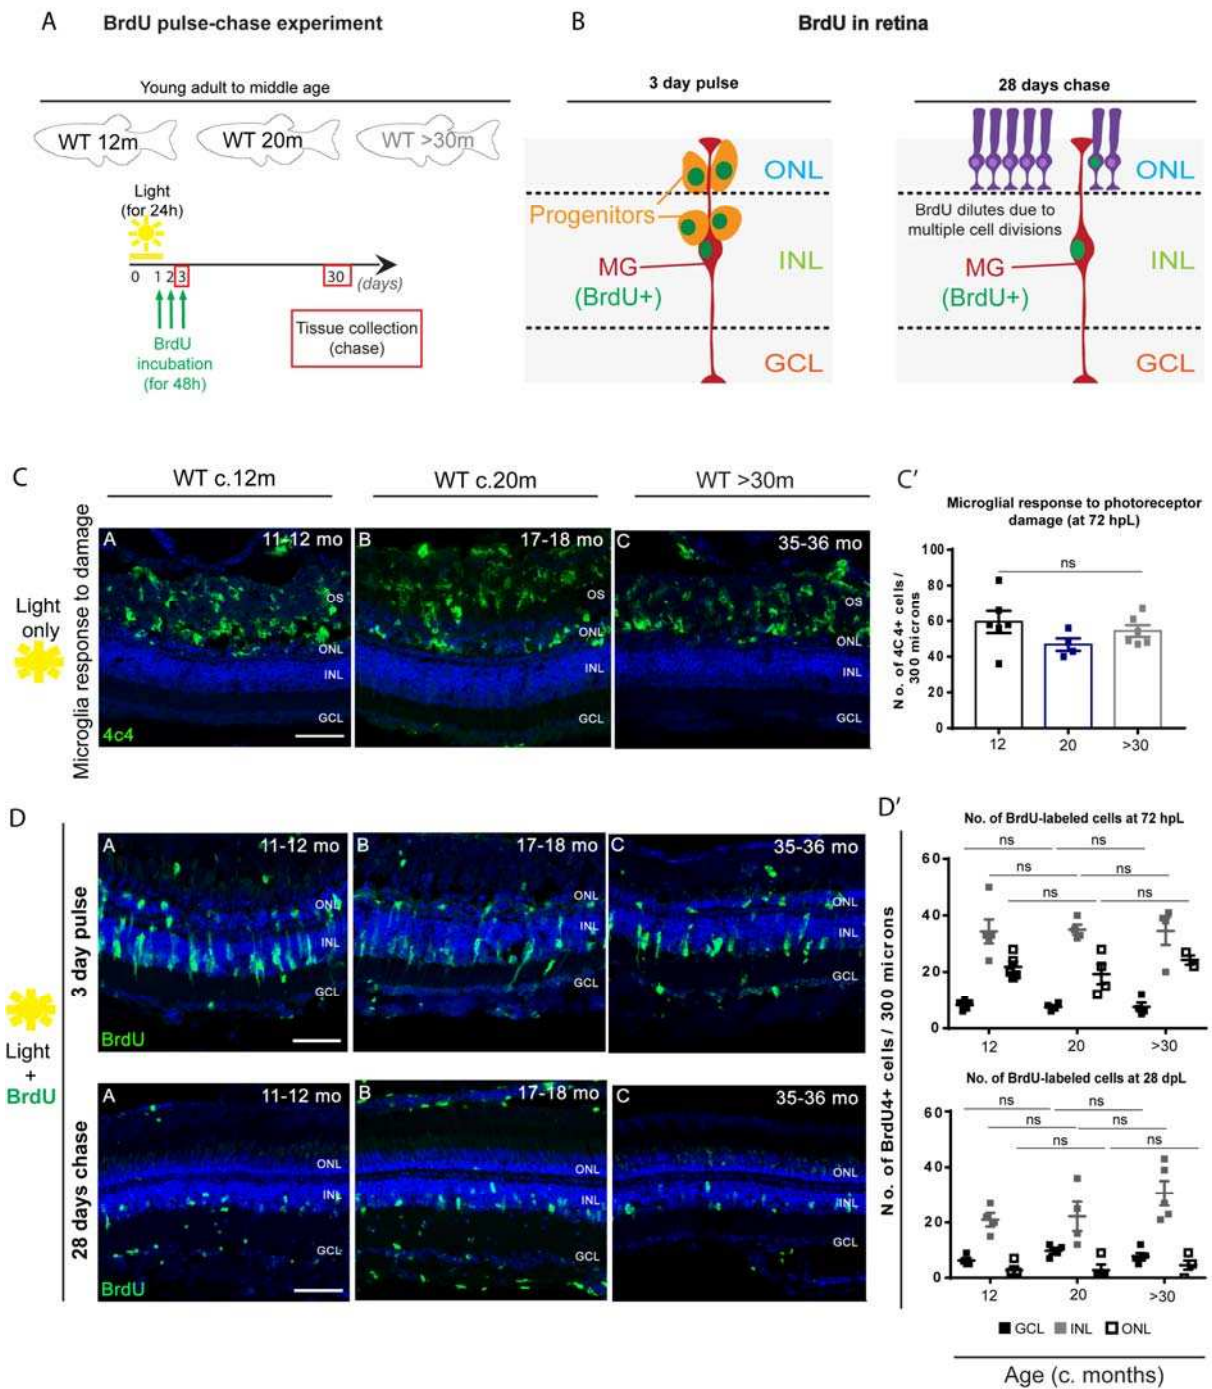 A BrdU pulse-chase experiment
Young adult to middle age
WT 12m WT 20m WT >30m
Light
(for 24h)
0 1 2 3 30 (days)
BrdU
incubation
(for 48h)
Tissue collection
(chase)
B BrdU in retina
3 day pulse
ONL
Progenitors
MG
(BrdU+)
INL
GCL
28 days chase
ONL
BrdU dilutes due to
multiple cell divisions
MG
(BrdU+)
INL
GCL
C
WT c.12m WT c.20m WT >30m
Light
only
Microglia response to damage
A 11-12 mo
OS
ONL
INL
GCL
4c4
B 17-18 mo
OS
ONL
INL
GCL
C 35-36 mo
OS
ONL
INL
GCL
C'
Microglial response to photoreceptor
damage (at 72 hpL)
No. of 4C4+ cells/
300 microns
100
80
60
40
20
0
ns
12 20 >30
D
Light
+
BrdU
3 day pulse
A 11-12 mo
ONL
INL
GCL
BrdU
B 17-18 mo
ONL
INL
GCL
C 35-36 mo
ONL
INL
GCL
28 days chase
A 11-12 mo
ONL
INL
GCL
BrdU
B 17-18 mo
ONL
INL
GCL
C 35-36 mo
ONL
INL
GCL
D'
No. of BrdU4+ cells/ 300 microns
No. of BrdU-labeled cells at 72 hpL
ns ns
ns ns
ns ns
60
40
20
0
12 20 >30
No. of BrdU-labeled cells at 28 dpL
ns ns
ns ns
ns ns
60
40
20
0
12 20 >30
GCL INL ONL
Age (c. months)